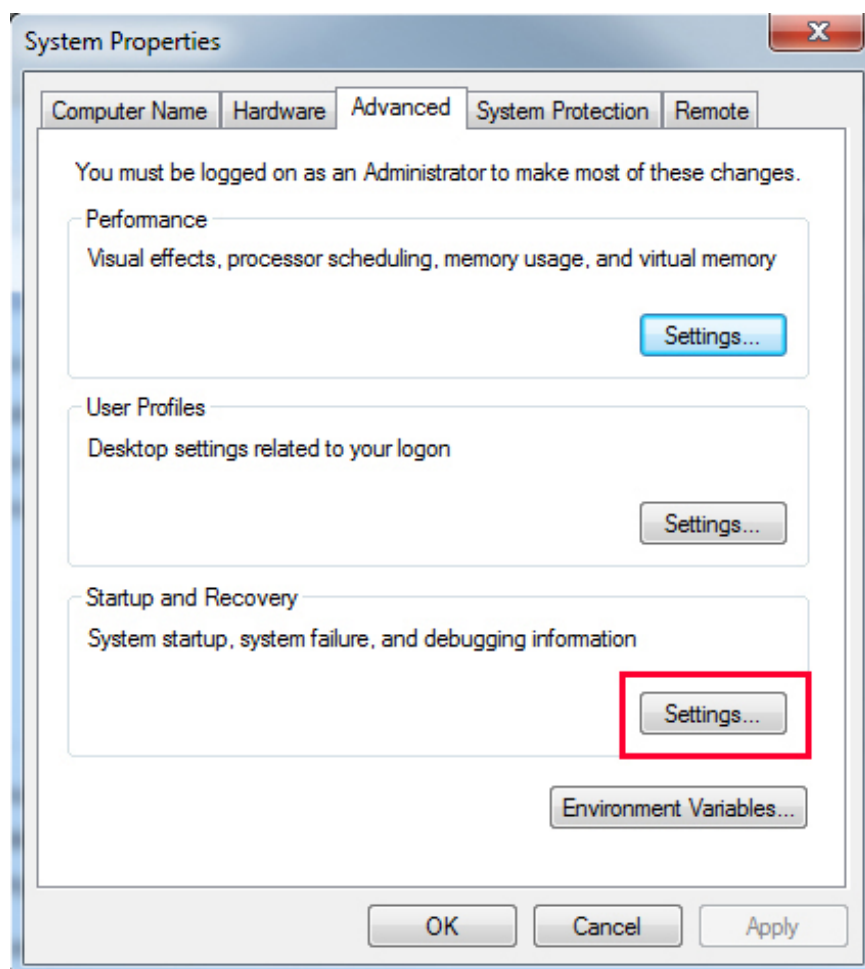 System Properties
Computer Name Hardware Advanced System Protection Remote
You must be logged on as an Administrator to make most of these changes.
Performance
Visual effects, processor scheduling, memory usage, and virtual memory
Settings...
User Profiles
Desktop settings related to your logon
Settings...
Startup and Recovery
System startup, system failure, and debugging information
Settings...
Environment Variables...
OK Cancel Apply